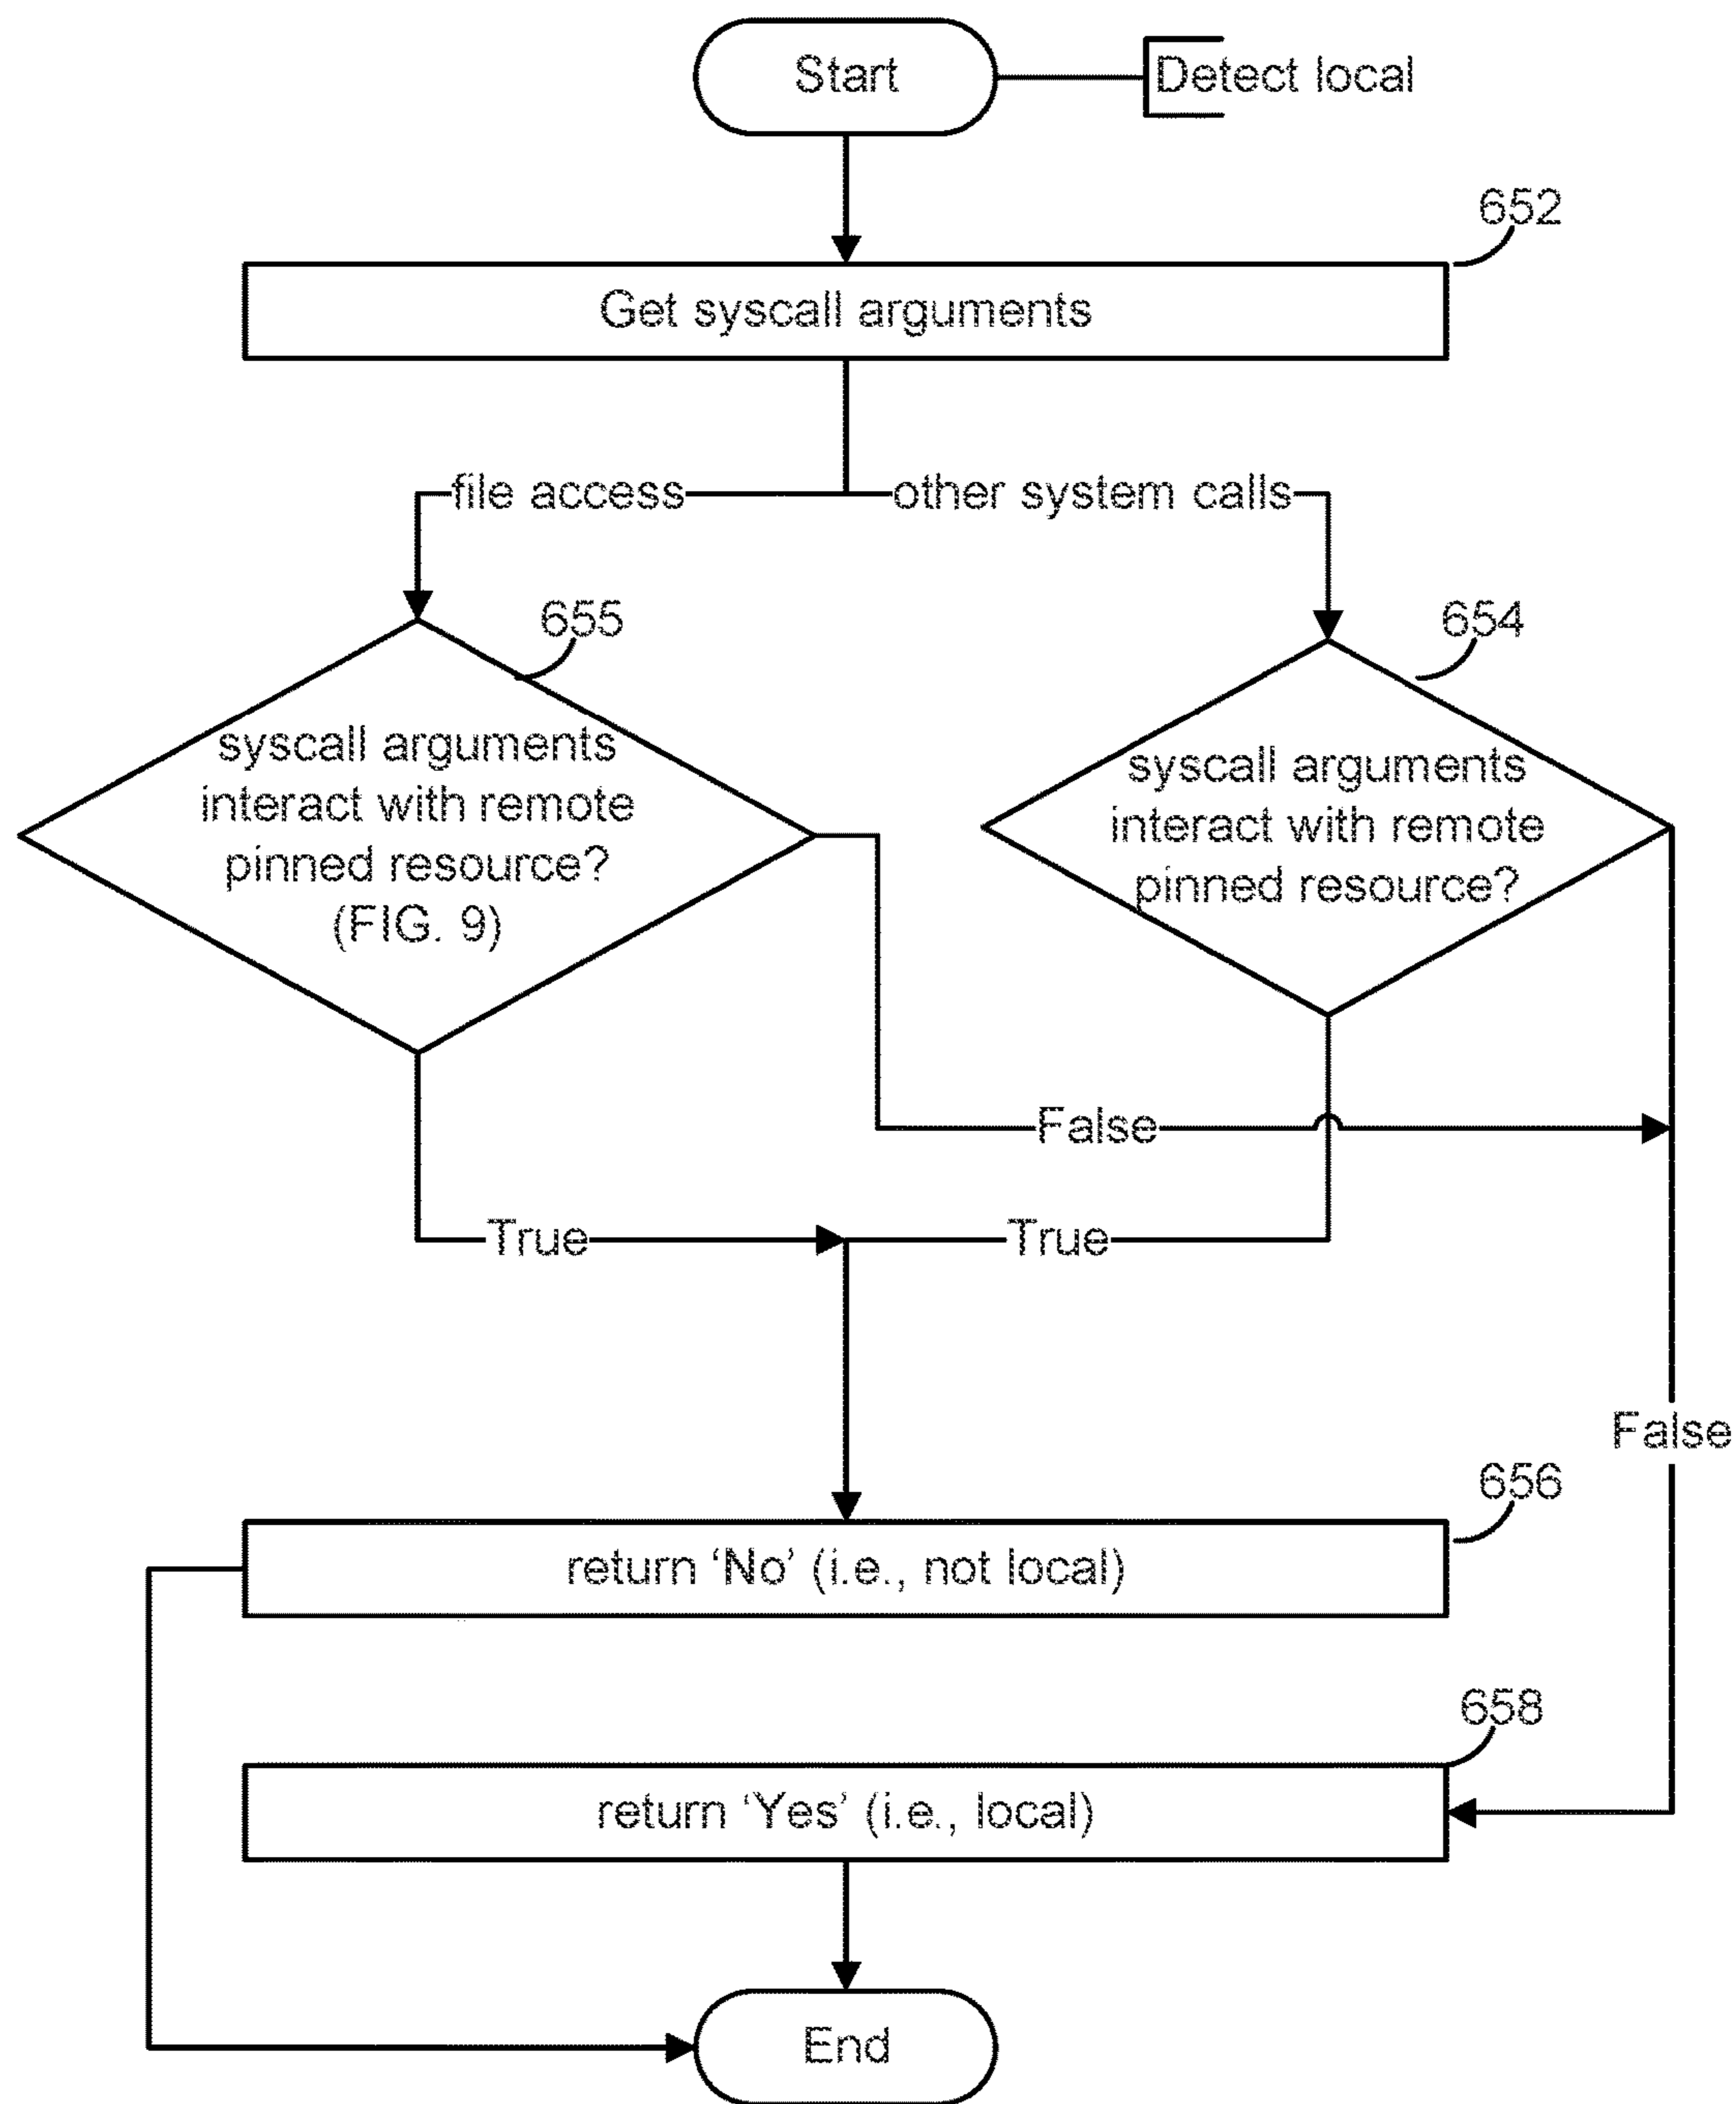 Start
Detect local
652
Get syscall arguments
file access
other system calls
655
654
syscall arguments
interact with remote
pinned resource?
(FIG. 9)
syscall arguments
interact with remote
pinned resource?
False
True
True
False
656
return ‘No’ (i.e., not local)
658
return ‘Yes’ (i.e., local)
End